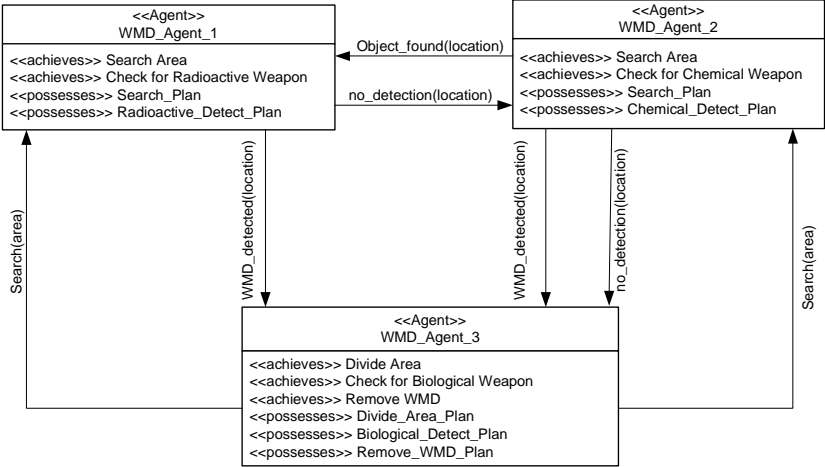 <<Agent>>
WMD_Agent_1
<<achieves>> Search Area
<<achieves>> Check for Radioactive Weapon
<<possesses>> Search_Plan
<<possesses>> Radioactive_Detect_Plan
Object_found(location)
no_detection(location)
<<Agent>>
WMD_Agent_2
<<achieves>> Search Area
<<achieves>> Check for Chemical Weapon
<<possesses>> Search_Plan
<<possesses>> Chemical_Detect_Plan
Search(area)
WMD_detected(location)
WMD_detected(location)
no_detection(location)
Search(area)
<<Agent>>
WMD_Agent_3
<<achieves>> Divide Area
<<achieves>> Check for Biological Weapon
<<achieves>> Remove WMD
<<possesses>> Divide_Area_Plan
<<possesses>> Biological_Detect_Plan
<<possesses>> Remove_WMD_Plan